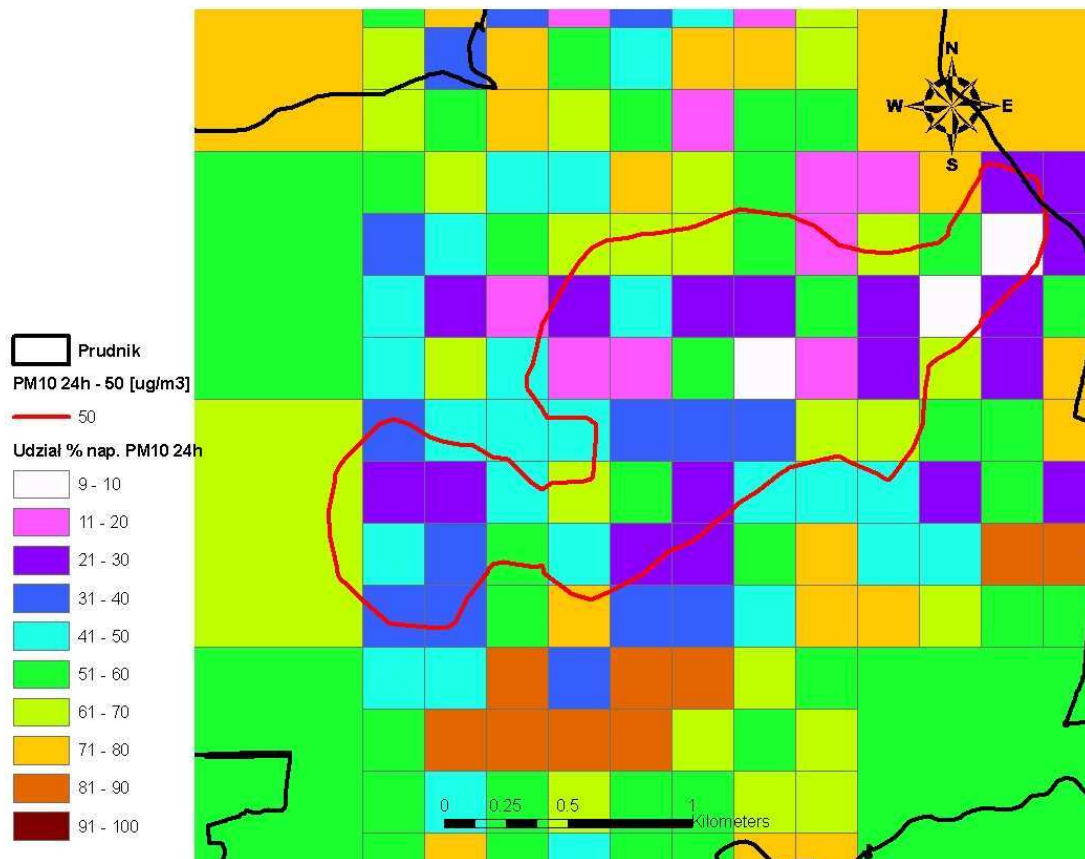 N
W E
S
Prudnik
PM10 24h - 50 [ug/m3]
50
Udział % nap. PM10 24h
9 - 10
11 - 20
21 - 30
31 - 40
41 - 50
51 - 60
61 - 70
71 - 80
81 - 90
91 - 100
0 0.25 0.5 1
Kilometers